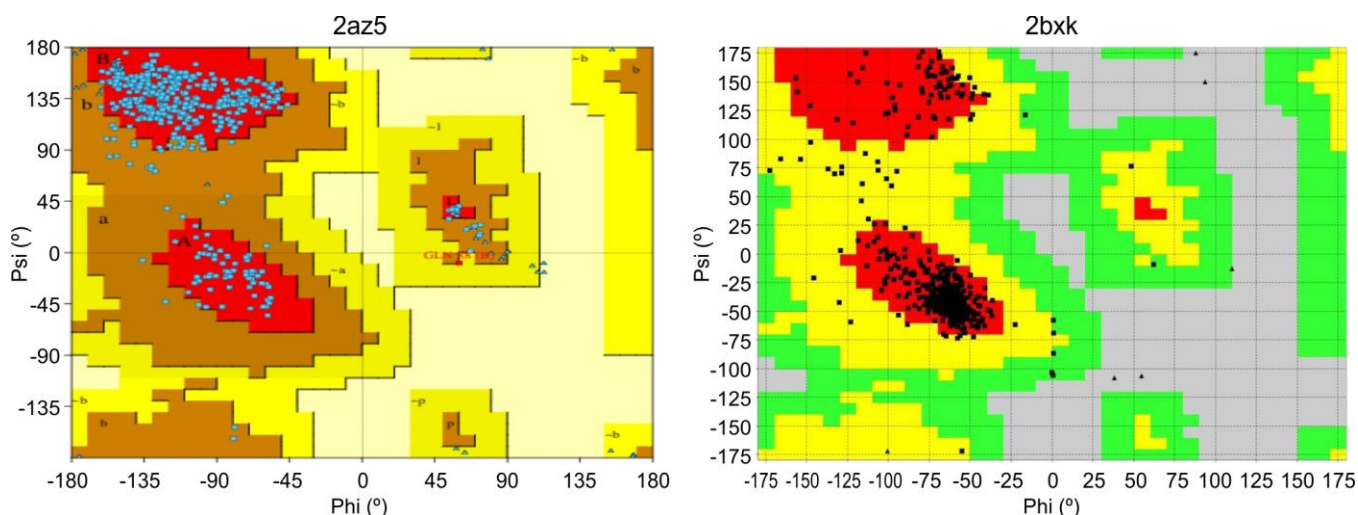 2az5
2bxk
180
135
90
45
0
-45
-90
-135
-180 -135 -90 -45 0 45 90 135 180
Phi (º)
Psi (º)
B
b
~b
~l
l
L
a
A
~a
~b
b
~b
b
~p
p
~b
175
150
125
100
75
50
25
0
-25
-50
-75
-100
-125
-150
-175
-175 -150 -125 -100 -75 -50 -25 0 25 50 75 100 125 150 175
Phi (º)
Psi (º)